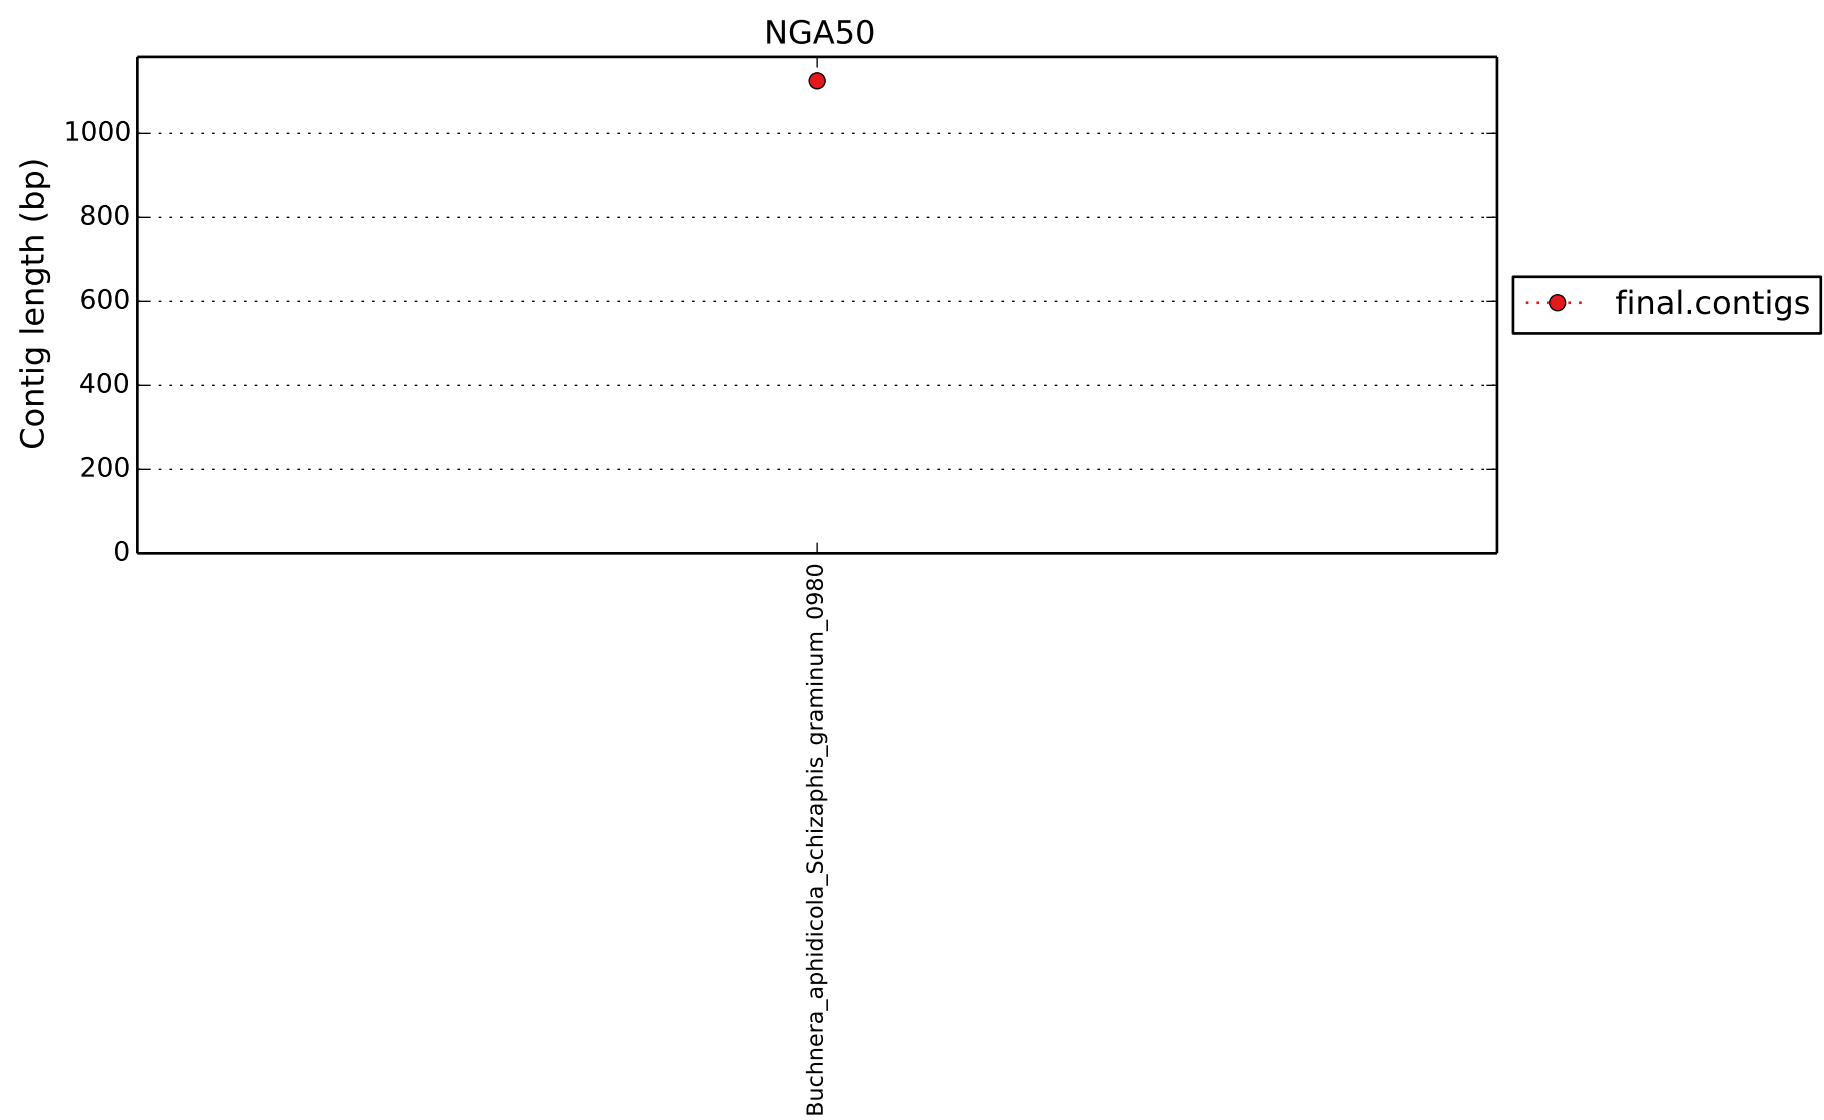 NGA50
Contig length (bp)
1000
800
600
400
200
0
final.contigs
Buchnera_aphidicola_Schizaphis_graminum_0980